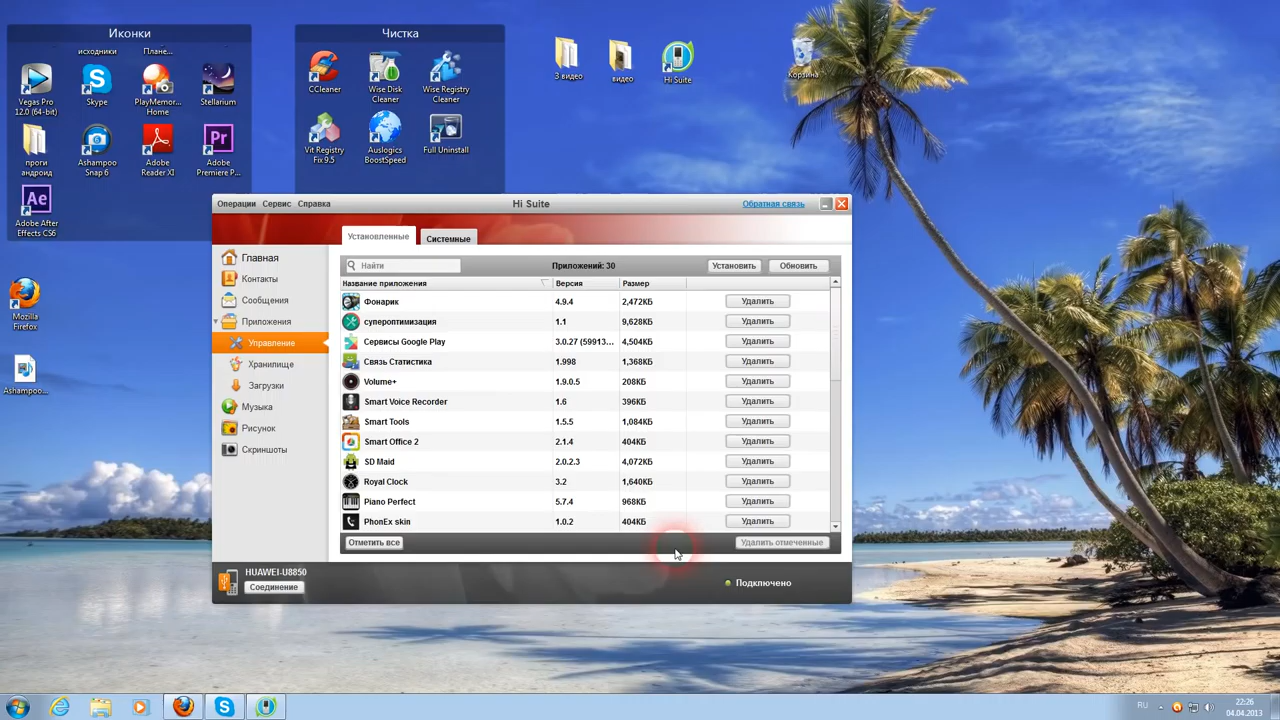 Иконки
исходники
Плане...
Vegas Pro
12.0 (64-bit)
Skype
PlayMemor...
Home
Stellarium
проги
андроид
Ashampoo
Snap 6
Adobe
Reader XI
Adobe
Premiere P...
Adobe After
Effects CS6
Чистка
CCleaner
Wise Disk
Cleaner
Wise Registry
Cleaner
Vit Registry
Fix 9.5
Auslogics
BoostSpeed
Full Uninstall
3 видео
видео
Hi Suite
Корзина
Mozilla
Firefox
Ashampoo...
Операции Сервис Справка
Hi Suite
Обратная связь
Установленные
Системные
Главная
Контакты
Сообщения
Приложения
Управление
Хранилище
Загрузки
Музыка
Рисунок
Скриншоты
Найти
Приложений: 30
Установить
Обновить
Название приложения Версия Размер
Фонарик 4.9.4 2,472КБ Удалить
супероптимизация 1.1 9,628КБ Удалить
Сервисы Google Play 3.0.27 (59913... 4,504КБ Удалить
Связь Статистика 1.998 1,368КБ Удалить
Volume+ 1.9.0.5 208КБ Удалить
Smart Voice Recorder 1.6 396КБ Удалить
Smart Tools 1.5.5 1,084КБ Удалить
Smart Office 2 2.1.4 404КБ Удалить
SD Maid 2.0.2.3 4,072КБ Удалить
Royal Clock 3.2 1,640КБ Удалить
Piano Perfect 5.7.4 968КБ Удалить
PhonEx skin 1.0.2 404КБ Удалить
Отметить все
Удалить отмеченные
HUAWEI-U8850
Соединение
Подключено
RU
22:26
04.04.2013